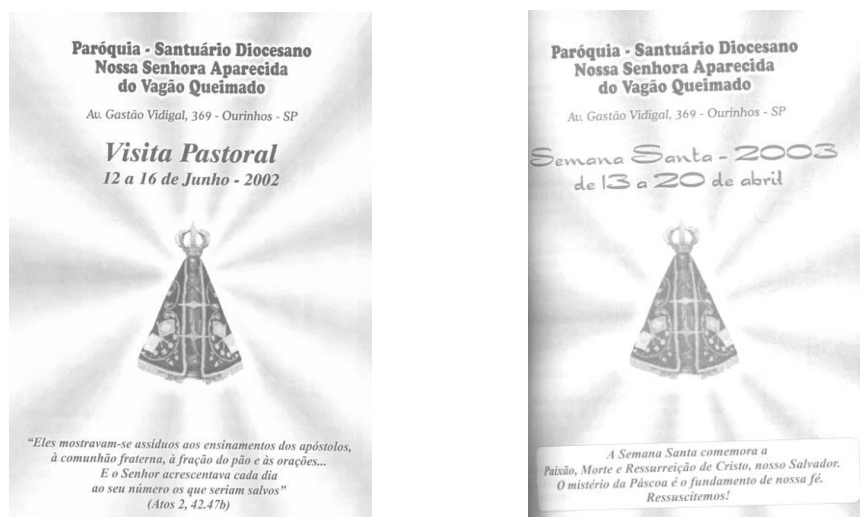 Paróquia - Santuário Diocesano
Nossa Senhora Aparecida
do Vagão Queimado
Av. Gastão Vidigal, 369 - Ourinhos - SP
Visita Pastoral
12 a 16 de Junho - 2002
“Eles mostravam-se assíduos aos ensinamentos dos apóstolos,
à comunhão fraterna, à fração do pão e às orações...
E o Senhor acrescentava cada dia
ao seu número os que seriam salvos”
(Atos 2, 42.47b)
Paróquia - Santuário Diocesano
Nossa Senhora Aparecida
do Vagão Queimado
Av. Gastão Vidigal, 369 - Ourinhos - SP
Semana Santa - 2003
de 13 a 20 de abril
A Semana Santa comemora a
Paixão, Morte e Ressurreição de Cristo, nosso Salvador.
O mistério da Páscoa é o fundamento de nossa fé.
Ressuscitemos!